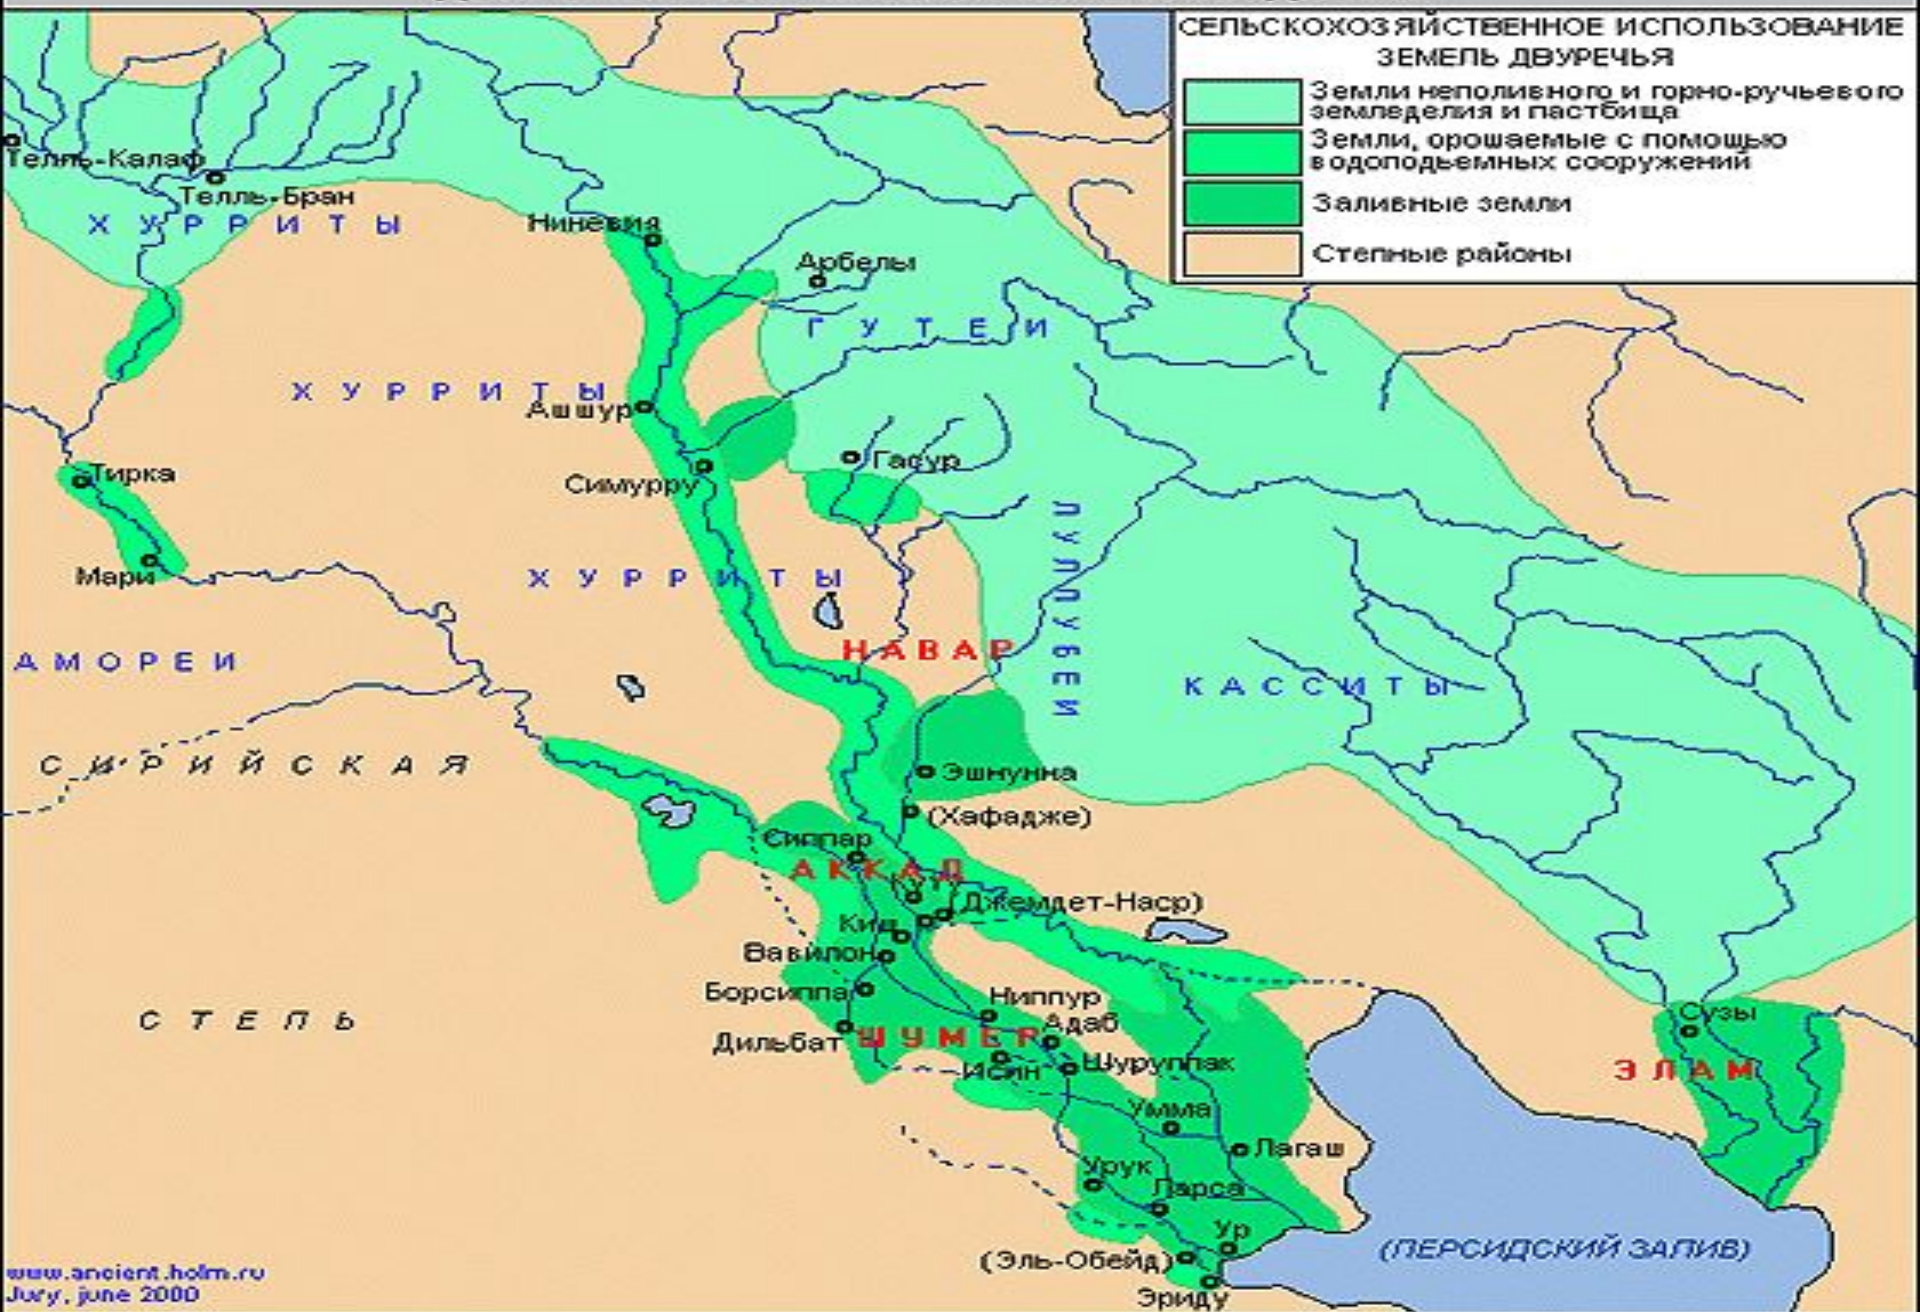 СЕЛЬСКОХОЗЯЙСТВЕННОЕ ИСПОЛЬЗОВАНИЕ
ЗЕМЕЛЬ ДВУРЕЧЬЯ
Земли неполивного и горно-ручьевого
земледелия и пастбища
Земли, орошаемые с помощью
водоподьемных сооружений
Заливные земли
Степные районы
Телль-Калаф
Телль-Бран
ХУРРИТЫ
Ниневия
Арбелы
ГУТЕИ
ХУРРИТЫ
Ашшур
Тирка
Гасур
Симурру
ЛУЛЛУБЕИ
Мари
ХУРРИТЫ
НАВАР
АМОРЕИ
КАССИТЫ
СИРИЙСКАЯ
Эшнунна
(Хафадже)
Сиппар
АККАД
(Джемдет-Наср)
Киш
Вавилон
Борсиппа
Ниппур
СТЕПЬ
Адаб
Сузы
Дильбат
ШУМЕР
Исин
Шуруппак
ЭЛАМ
Умма
Лагаш
Урук
Ларса
Ур
(Эль-Обейд)
(ПЕРСИДСКИЙ ЗАЛИВ)
Эриду
www.ancient.holm.ru
Jury, june 2000